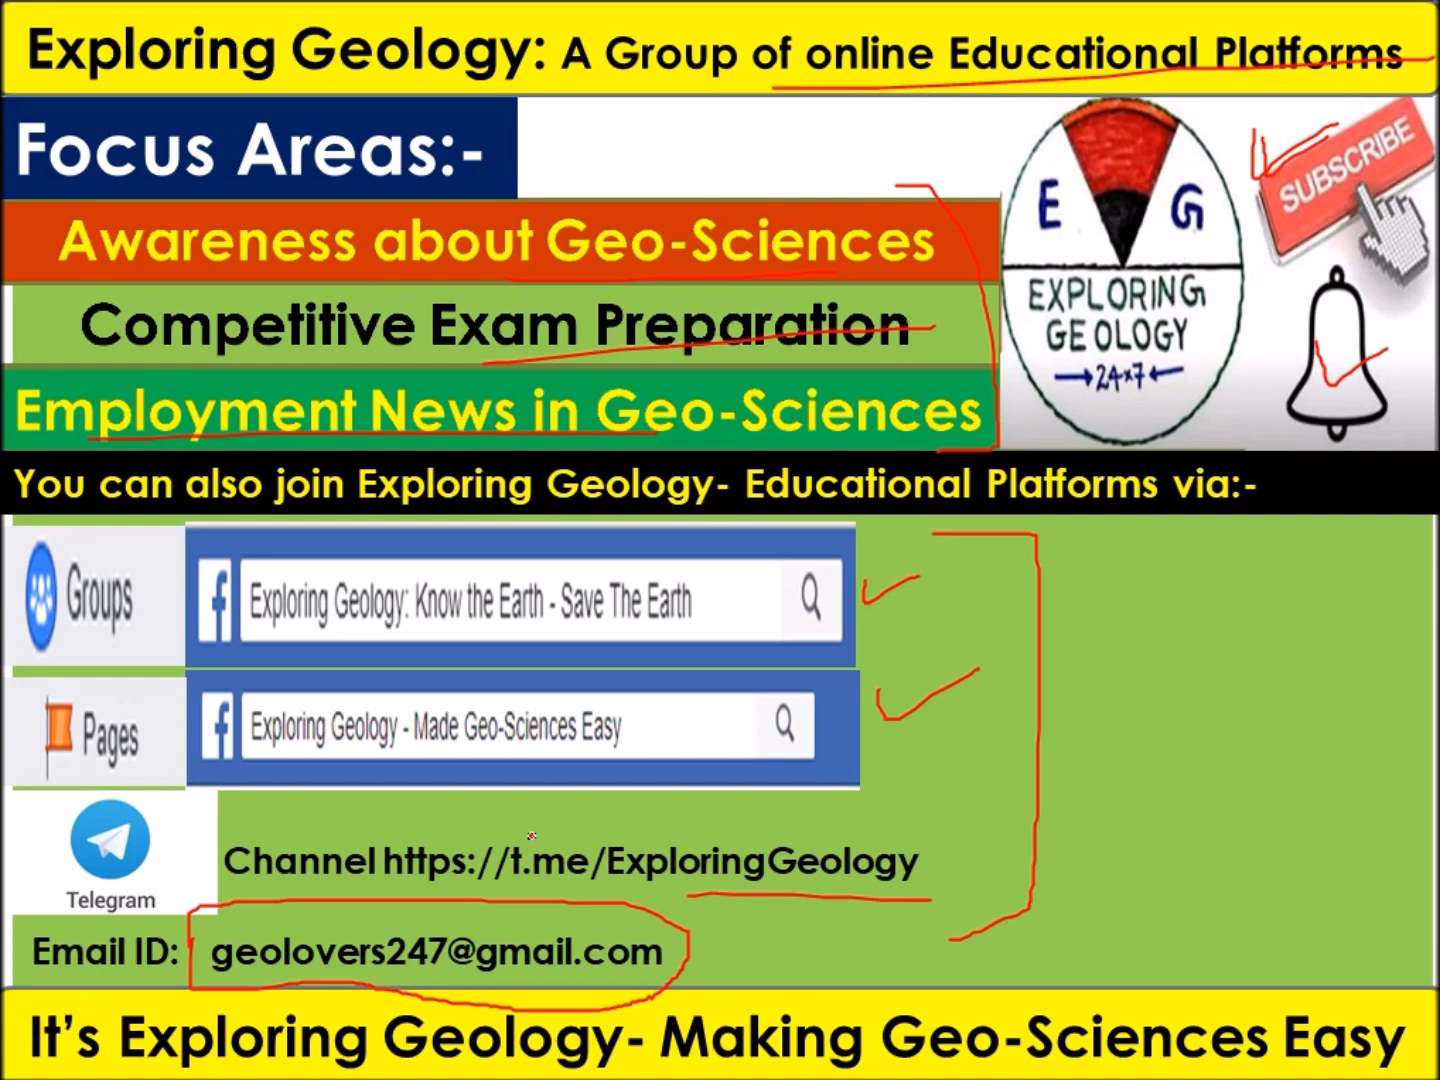 Exploring Geology: A Group of online Educational Platforms
Focus Areas:-
Awareness about Geo-Sciences
Competitive Exam Preparation
Employment News in Geo-Sciences
E G
EXPLORING
GEOLOGY
24x7
SUBSCRIBE
You can also join Exploring Geology- Educational Platforms via:-
Groups
f Exploring Geology: Know the Earth - Save The Earth
Pages
f Exploring Geology - Made Geo-Sciences Easy
Telegram
Channel https://t.me/ExploringGeology
Email ID: geolovers247@gmail.com
It's Exploring Geology- Making Geo-Sciences Easy